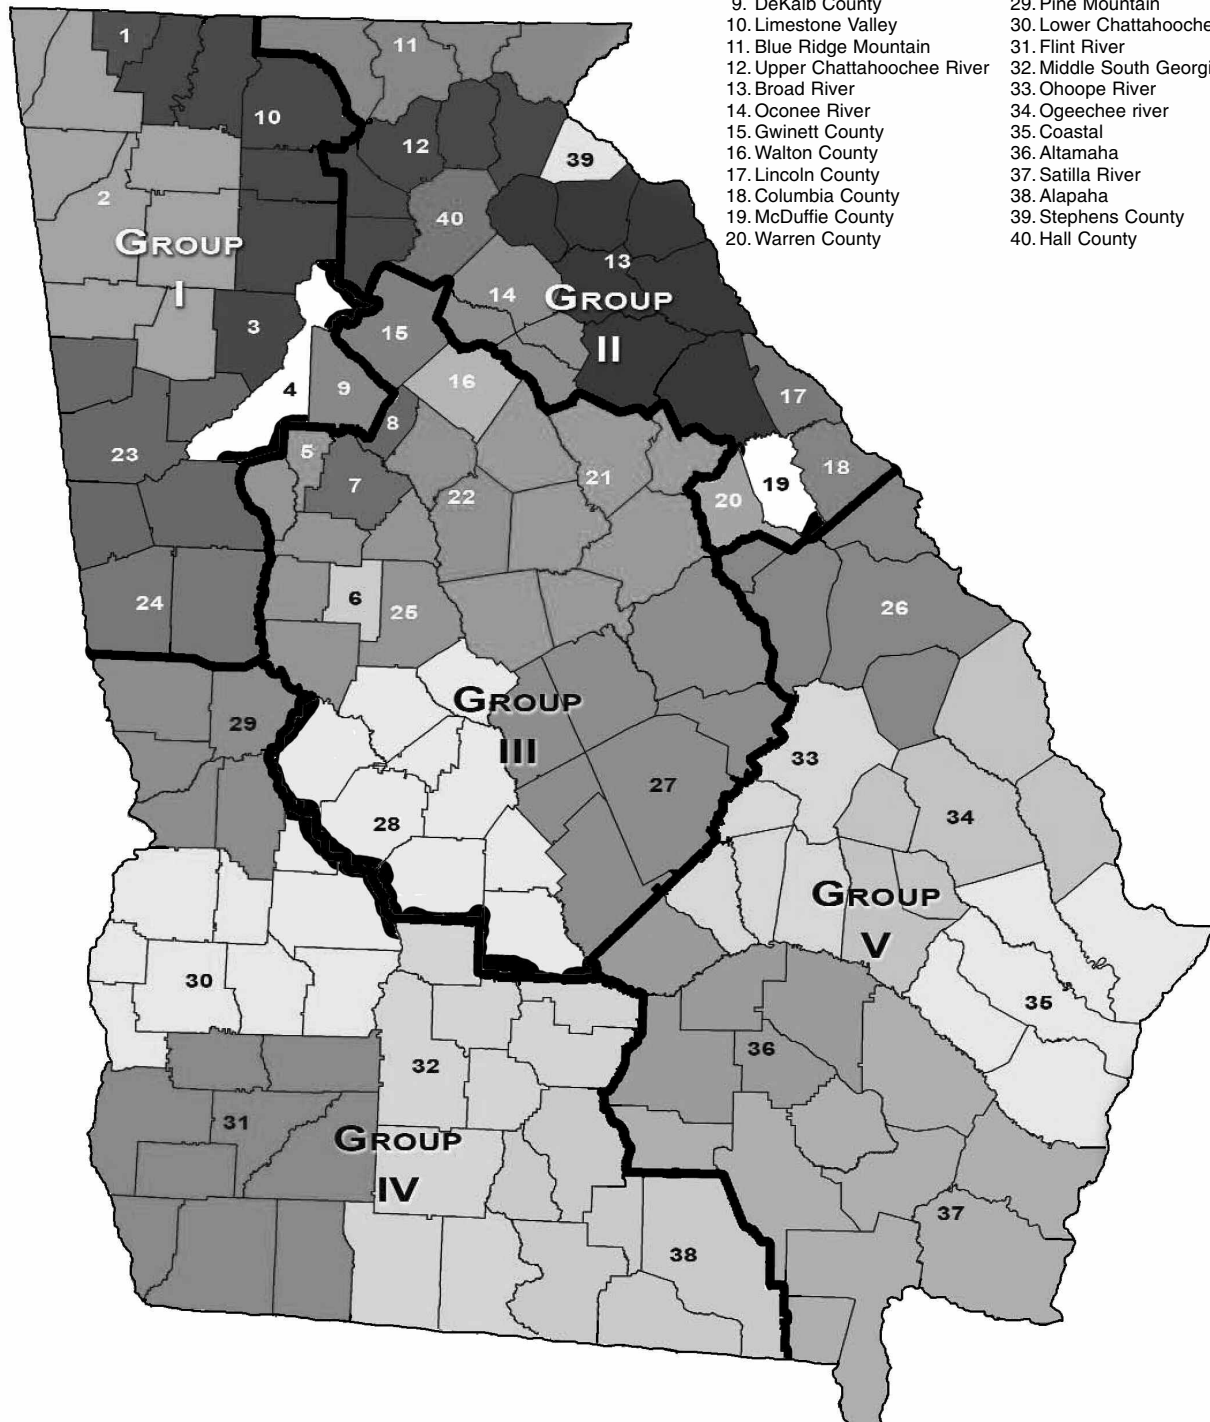 9. DeKalb County
10. Limestone Valley
11. Blue Ridge Mountain
12. Upper Chattahoochee River
13. Broad River
14. Oconee River
15. Gwinett County
16. Walton County
17. Lincoln County
18. Columbia County
19. McDuffie County
20. Warren County
29. Pine Mountain
30. Lower Chattahooche
31. Flint River
32. Middle South Georgi
33. Ohoope River
34. Ogeechee river
35. Coastal
36. Altamaha
37. Satilla River
38. Alapaha
39. Stephens County
40. Hall County
1
11
10
12
39
2
40
GROUP
I
13
14
GROUP
II
3
15
4
9
16
17
8
23
5
7
22
21
20
19
18
24
6
25
26
29
GROUP
III
27
33
28
34
GROUP
V
30
35
32
36
31
GROUP
IV
38
37